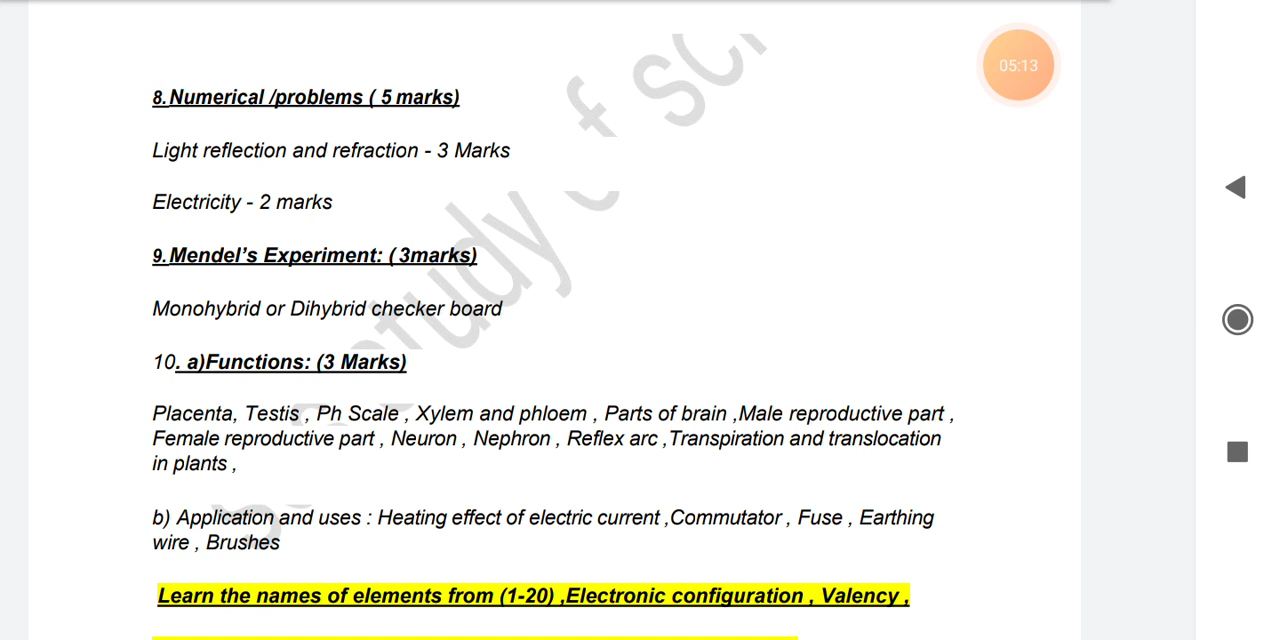 05:13
8. Numerical /problems ( 5 marks)
Light reflection and refraction - 3 Marks
Electricity - 2 marks
9. Mendel’s Experiment: ( 3marks)
Monohybrid or Dihybrid checker board
10. a)Functions: (3 Marks)
Placenta, Testis , Ph Scale , Xylem and phloem , Parts of brain ,Male reproductive part ,
Female reproductive part , Neuron , Nephron , Reflex arc ,Transpiration and translocation
in plants ,
b) Application and uses : Heating effect of electric current ,Commutator , Fuse , Earthing
wire , Brushes
Learn the names of elements from (1-20) ,Electronic configuration , Valency ,